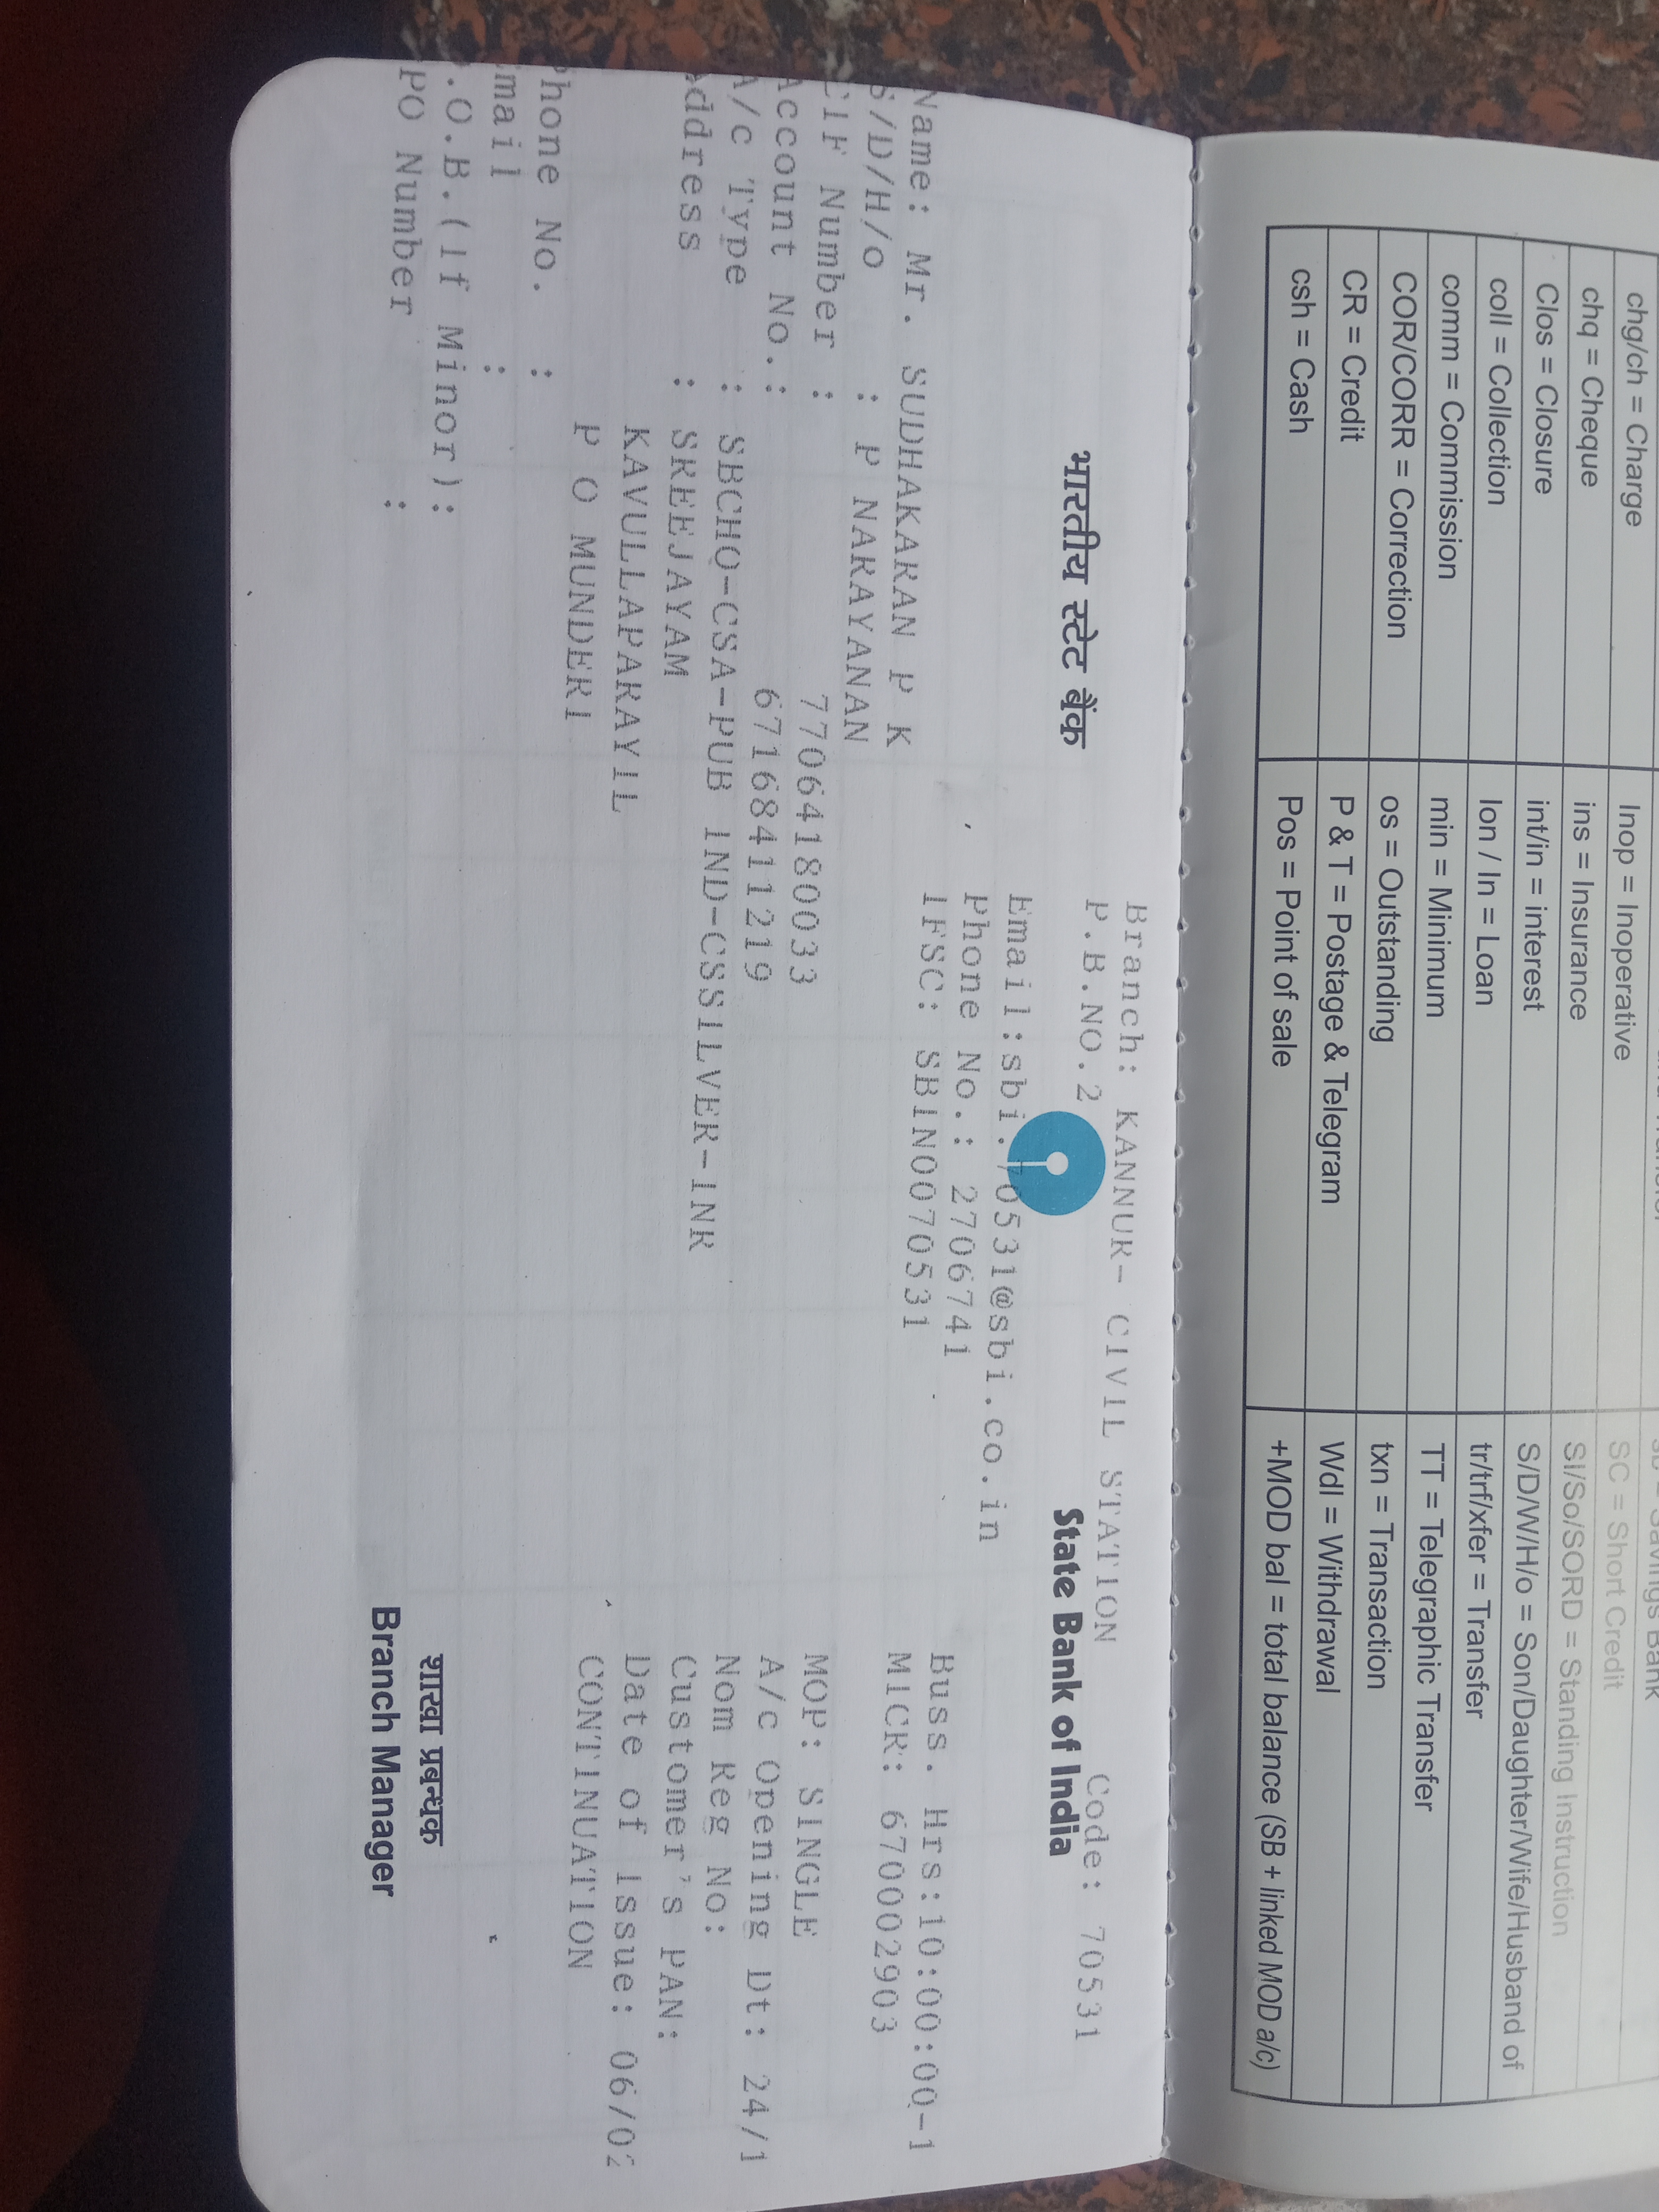 chg/ch = Charge
Inop = Inoperative
SC = Short Credit
chq = Cheque
ins = Insurance
SI/So/SORD = Standing Instruction
Clos = Closure
int/in = interest
S/D/W/H/o = Son/Daughter/Wife/Husband of
coll = Collection
lon / ln = Loan
tr/trf/xfer = Transfer
comm = Commission
min = Minimum
TT = Telegraphic Transfer
COR/CORR = Correction
os = Outstanding
txn = Transaction
CR = Credit
P & T = Postage & Telegram
Wdl = Withdrawal
csh = Cash
Pos = Point of sale
+MOD bal = total balance (SB + linked MOD a/c)
Branch: KANNUR- CIVIL STATION Code: 70531
P.B.NO.2
भारतीय स्टेट बैंक State Bank of India
Email:sbi.70531@sbi.co.in
Phone No.: 270671 Buss. Hrs:10:00:00-1
IFSC: SBIN0070531 MICR: 670002903
Name: Mr. SUDHAKARAN P K
S/D/H/o : P NARAYANAN
CIF Number : 77064180033 MOP: SINGLE
Account No.: 67168411219 A/c Opening Dt: 24/1
A/c Type : SBCHQ-CSA-PUB IND-CSSILVER-INR Nom Reg No:
Address : SREEJAYAM Customer's PAN:
KAVULLAPARAYIL Date of Issue: 06/02
P O MUNDERI CONTINUATION
Phone No. :
Email :
.O.B.(If Minor):
PO Number :
शाखा प्रबन्धक
Branch Manager